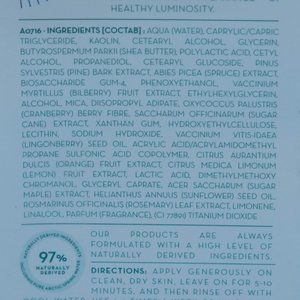 HEALTHY LUMINOSITY.
A0716 - INGREDIENTS [СОСТАВ]: AQUA (WATER), CAPRYLIC/CAPRIC
TRIGLYCERIDE, KAOLIN, CETEARYL ALCOHOL, GLYCERIN,
BUTYROSPERMUM PARKII (SHEA BUTTER), POLYLACTIC ACID, CETYL
ALCOHOL, PROPANEDIOL, CETEARYL GLUCOSIDE, PINUS
SYLVESTRIS (PINE) BARK EXTRACT, ABIES PICEA (SPRUCE) EXTRACT,
BIOSACCHARIDE GUM-4, PHENOXYETHANOL, VACCINIUM
MYRTILLUS (BILBERRY) FRUIT EXTRACT, ETHYLHEXYLGLYCERIN,
ALCOHOL, MICA, DIISOPROPYL ADIPATE, OXYCOCCUS PALUSTRIS
(CRANBERRY) BERRY FIBRE, SACCHARUM OFFICINARUM (SUGAR
CANE) EXTRACT, XANTHAN GUM, HYDROXYETHYLCELLULOSE,
LECITHIN, SODIUM HYDROXIDE, VACCINIUM VITIS-IDAEA
(LINGONBERRY) SEED OIL, ACRYLIC ACID/ACRYLAMIDOMETHYL
PROPANE SULFONIC ACID COPOLYMER, CITRUS AURANTIUM
DULCIS (ORANGE) FRUIT EXTRACT, CITRUS MEDICA LIMONUM
(LEMON) FRUIT EXTRACT, LACTIC ACID, DIMETHYLMETHOXY
CHROMANOL, GLYCERYL CAPRATE, ACER SACCHARUM (SUGAR
MAPLE) EXTRACT, HELIANTHUS ANNUUS (SUNFLOWER) SEED OIL,
ROSMARINUS OFFICINALIS (ROSEMARY) LEAF EXTRACT, LIMONENE,
LINALOOL, PARFUM (FRAGRANCE), (CI 77891) TITANIUM DIOXIDE
NATURALLY DERIVED INGREDIENTS
97%
NATURALLY
DERIVED
OUR PRODUCTS ARE ALWAYS
FORMULATED WITH A HIGH LEVEL OF
NATURALLY DERIVED INGREDIENTS.
DIRECTIONS: APPLY GENEROUSLY ON
CLEAN, DRY SKIN, LEAVE ON FOR 5-10
MINUTES, AND THEN RINSE OFF WITH